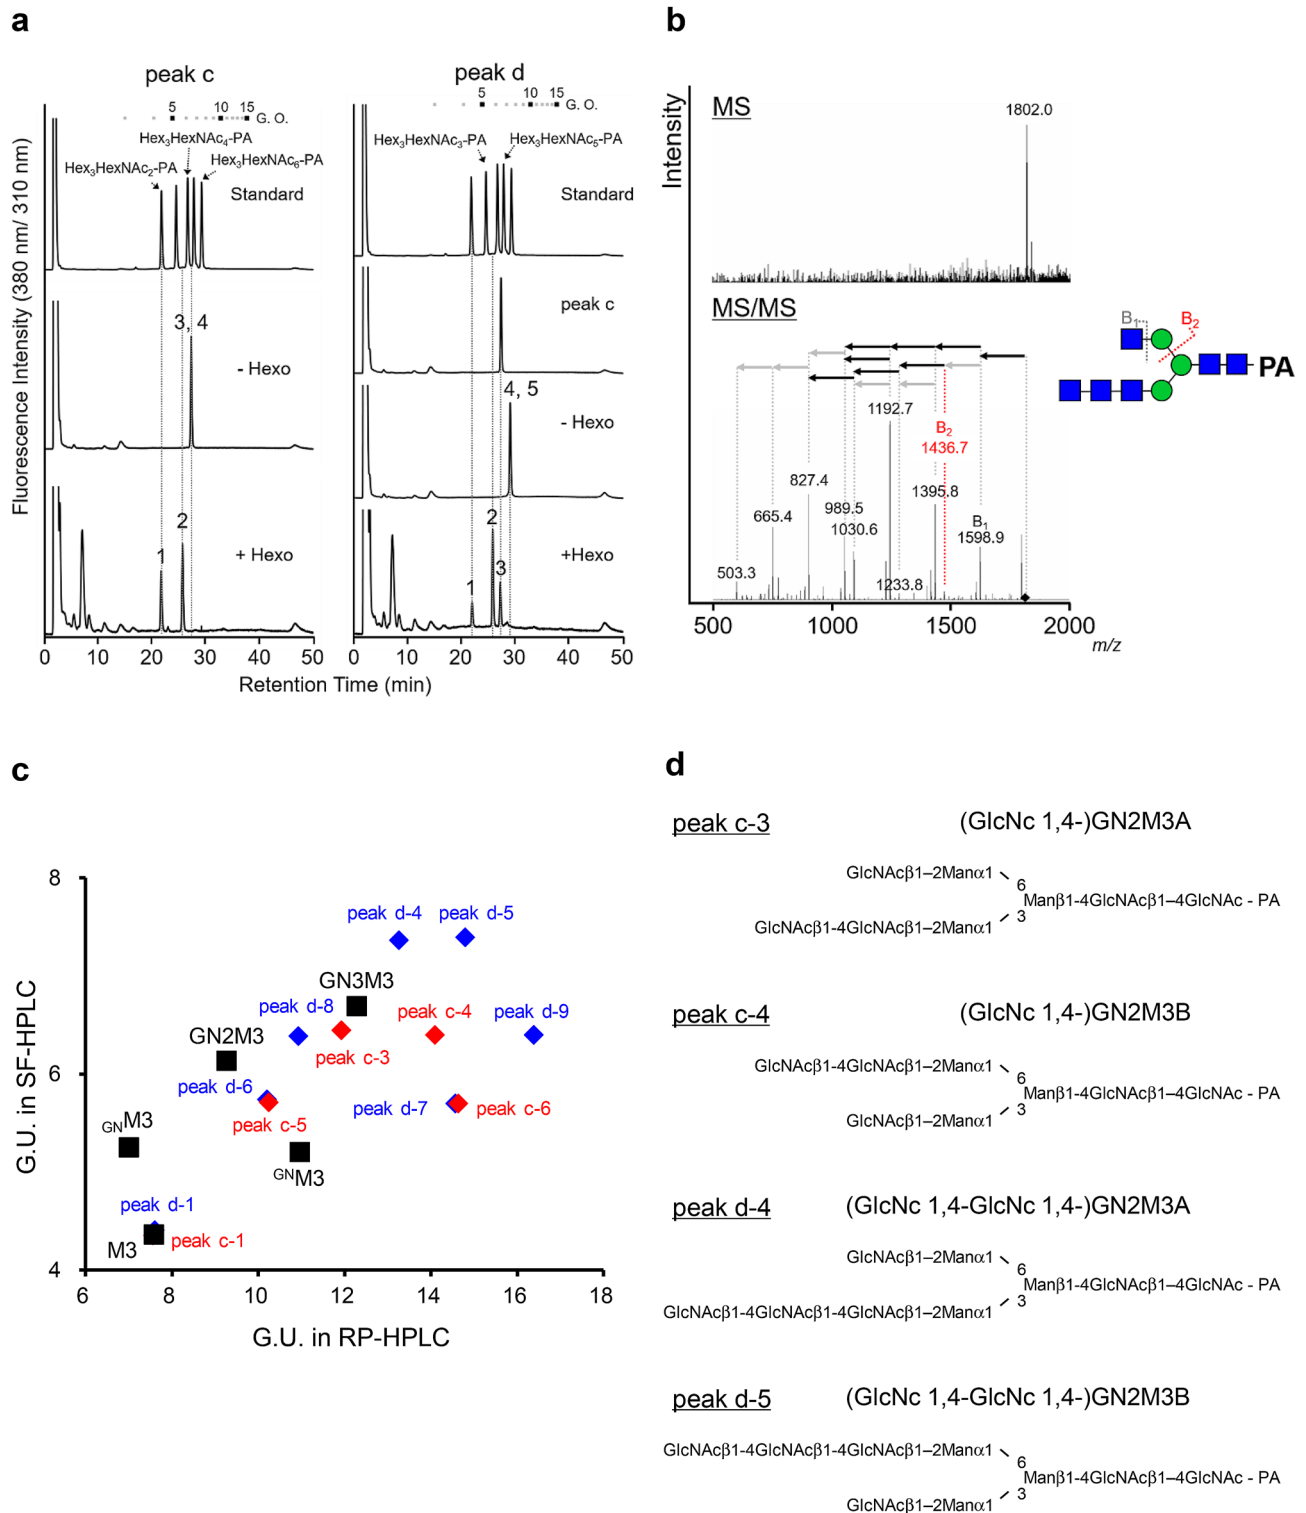 a
peak c
peak d
5 10 15 G. O.
5 10 15 G. O.
Hex3HexNAc4-PA
Hex3HexNAc2-PA
Hex3HexNAc6-PA
Standard
Hex3HexNAc3-PA
Hex3HexNAc5-PA
Standard
3, 4
- Hexo
peak c
4, 5
- Hexo
1
2
+ Hexo
1
2
3
+Hexo
Fluorescence Intensity (380 nm/ 310 nm)
0 10 20 30 40 50
0 10 20 30 40 50
Retention Time (min)
b
MS
1802.0
Intensity
MS/MS
B1
B2
PA
1192.7
B2
1436.7
827.4
989.5
1395.8
665.4
1030.6
B1
1598.9
503.3
1233.8
500 1000 1500 2000
m/z
c
8
peak d-4 peak d-5
GN3M3
peak d-8
peak c-4
peak d-9
GN2M3
peak c-3
6
peak d-6
peak d-7
peak c-6
GNM3
peak c-5
GNM3
peak d-1
M3
peak c-1
4
G.U. in SF-HPLC
6 8 10 12 14 16 18
G.U. in RP-HPLC
d
peak c-3 (GlcNc 1,4-)GN2M3A
GlcNAcβ1–2Manα1
6
Manβ1-4GlcNAcβ1–4GlcNAc - PA
3
GlcNAcβ1-4GlcNAcβ1–2Manα1
peak c-4 (GlcNc 1,4-)GN2M3B
GlcNAcβ1-4GlcNAcβ1–2Manα1
6
Manβ1-4GlcNAcβ1–4GlcNAc - PA
3
GlcNAcβ1–2Manα1
peak d-4 (GlcNc 1,4-GlcNc 1,4-)GN2M3A
GlcNAcβ1–2Manα1
6
Manβ1-4GlcNAcβ1–4GlcNAc - PA
3
GlcNAcβ1-4GlcNAcβ1-4GlcNAcβ1–2Manα1
peak d-5 (GlcNc 1,4-GlcNc 1,4-)GN2M3B
GlcNAcβ1-4GlcNAcβ1-4GlcNAcβ1–2Manα1
6
Manβ1-4GlcNAcβ1–4GlcNAc - PA
3
GlcNAcβ1–2Manα1